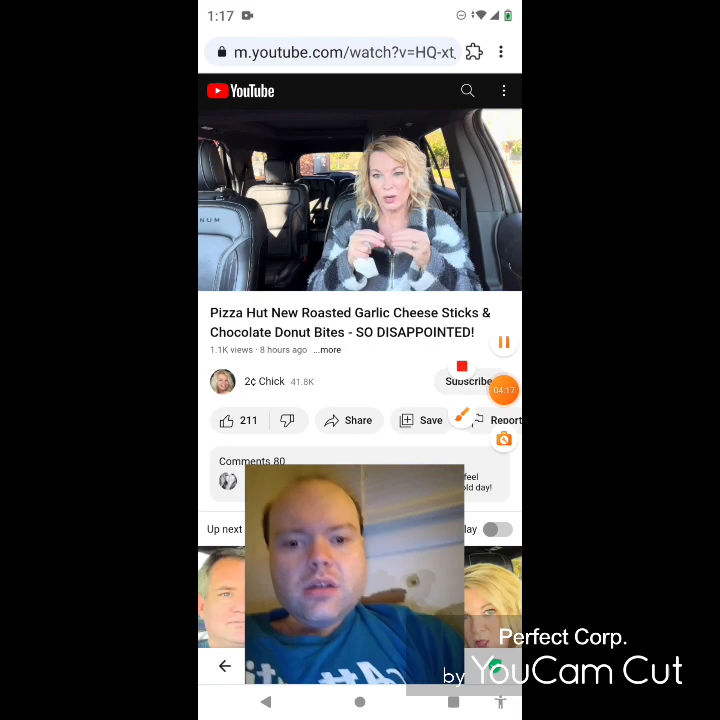 1:17
m.youtube.com/watch?v=HQ-xt_
YouTube
Pizza Hut New Roasted Garlic Cheese Sticks &
Chocolate Donut Bites - SO DISAPPOINTED!
1.1K views · 8 hours ago ...more
2¢ Chick 41.8K
Subscribe
04:17
211
Share
Save
Report
Comments 80
feel
old day!
Up next
lay
Perfect Corp.
by YouCam Cut